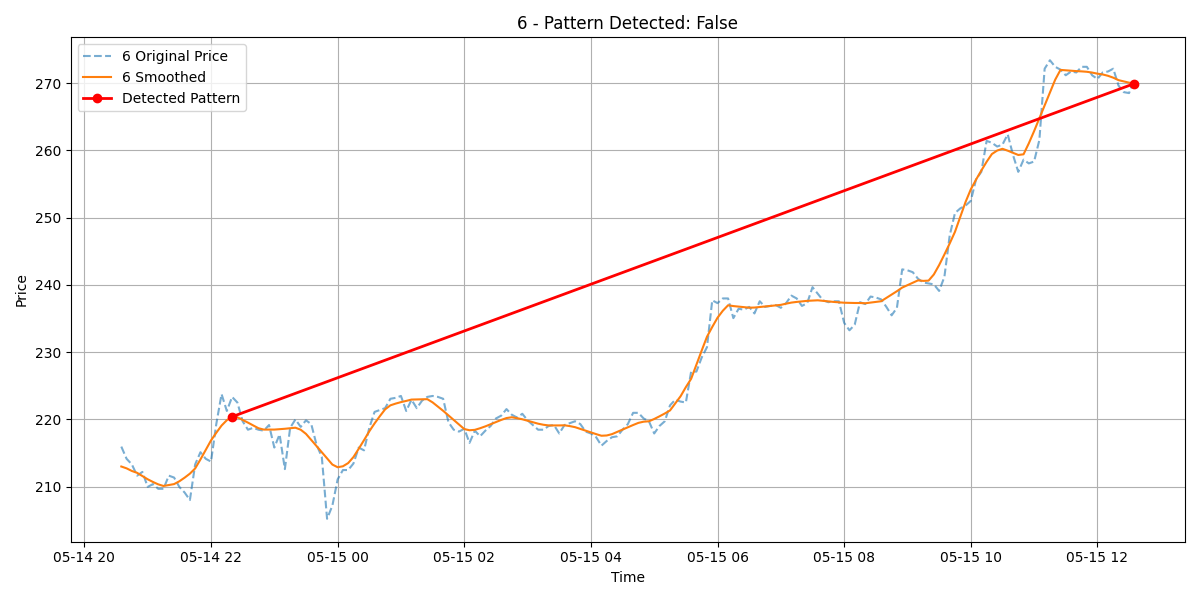 6 - Pattern Detected: False
6 Original Price
6 Smoothed
Detected Pattern
Price
270
260
250
240
230
220
210
05-14 20 05-14 22 05-15 00 05-15 02 05-15 04 05-15 06 05-15 08 05-15 10 05-15 12
Time